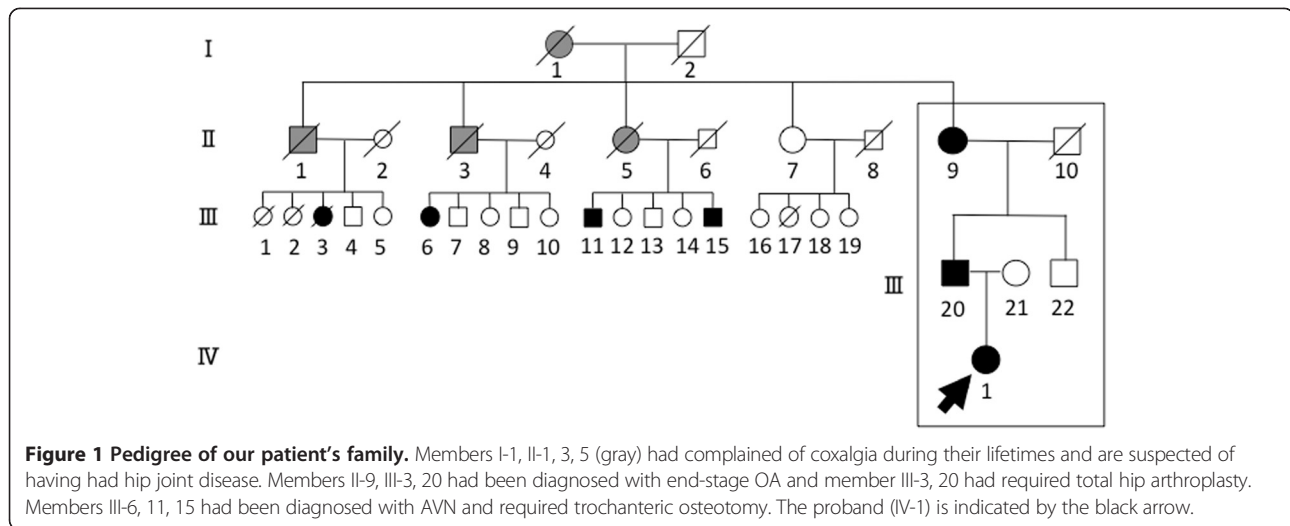 I
1 2
II
1 2 3 4 5 6 7 8 9 10
III
1 2 3 4 5 6 7 8 9 10 11 12 13 14 15 16 17 18 19
III
20 21 22
IV
1
Figure 1 Pedigree of our patient's family. Members I-1, II-1, 3, 5 (gray) had complained of coxalgia during their lifetimes and are suspected of
having had hip joint disease. Members II-9, III-3, 20 had been diagnosed with end-stage OA and member III-3, 20 had required total hip arthroplasty.
Members III-6, 11, 15 had been diagnosed with AVN and required trochanteric osteotomy. The proband (IV-1) is indicated by the black arrow.